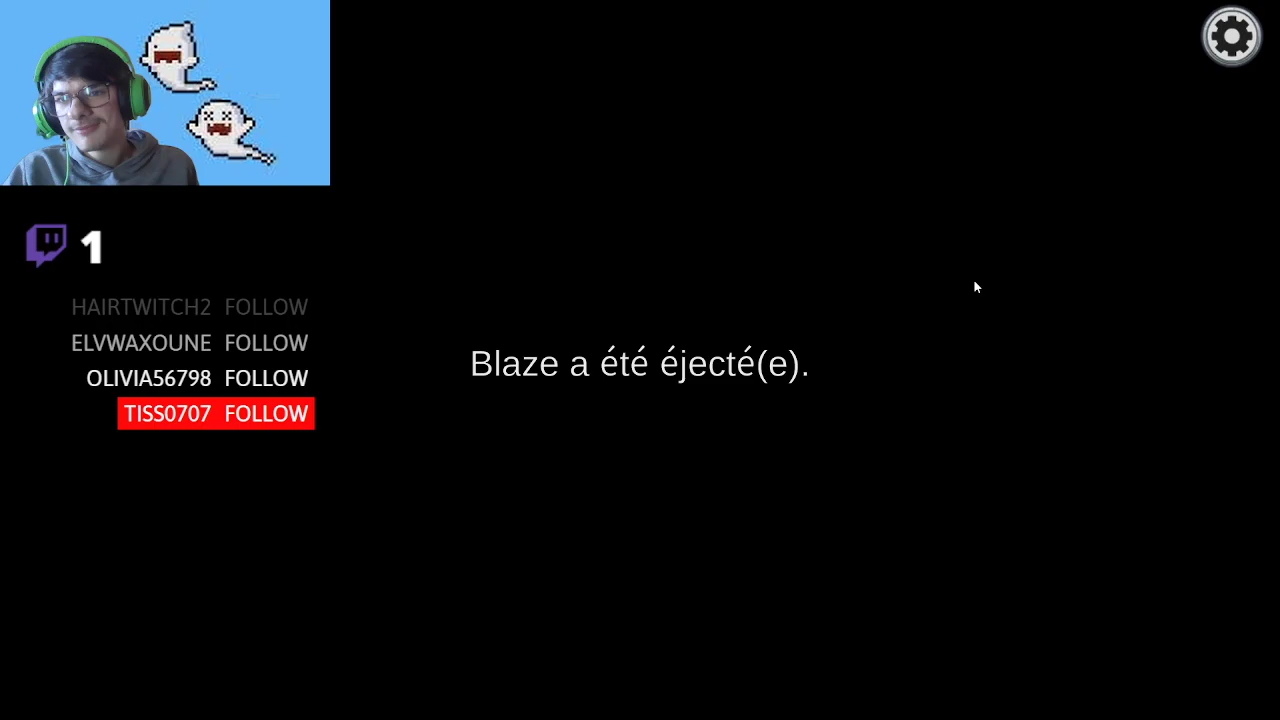 1
HAIRTWITCH2 FOLLOW
ELVWAXOUNE FOLLOW
OLIVIA56798 FOLLOW
TISS0707 FOLLOW
Blaze a été éjecté(e).